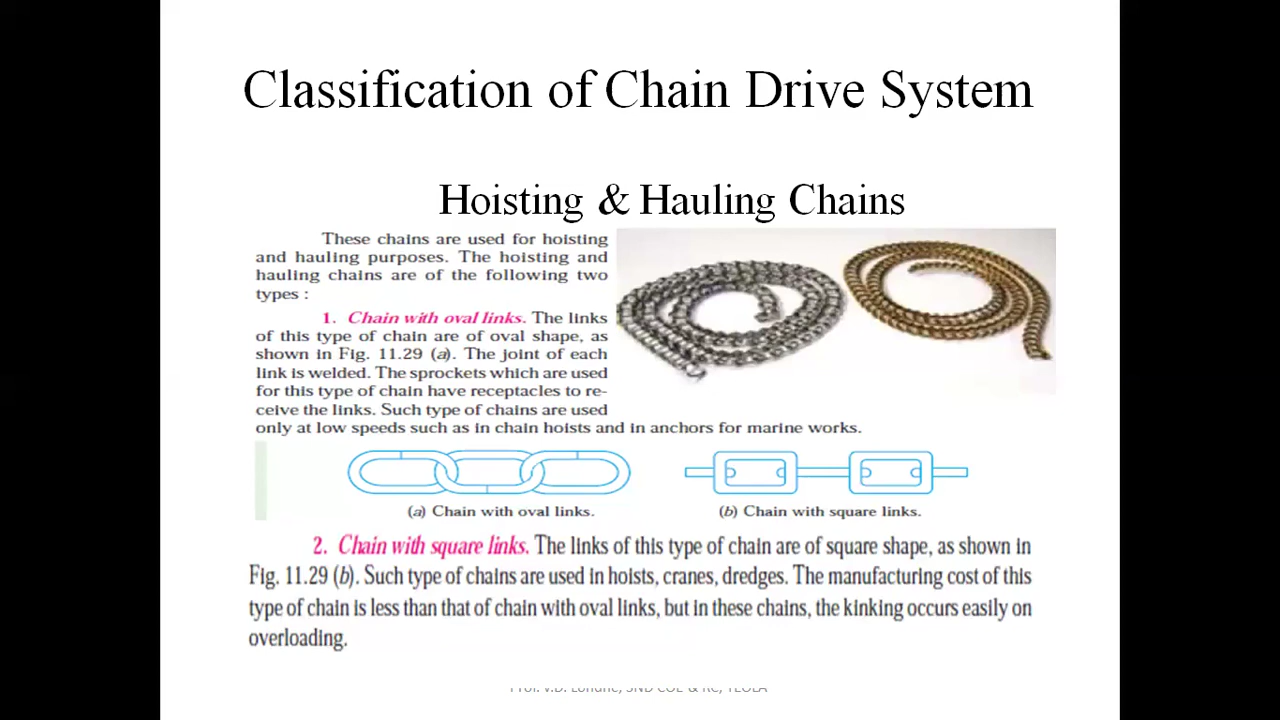 Classification of Chain Drive System
Hoisting & Hauling Chains
These chains are used for hoisting
and hauling purposes. The hoisting and
hauling chains are of the following two
types :
1. Chain with oval links. The links
of this type of chain are of oval shape, as
shown in Fig. 11.29 (a). The joint of each
link is welded. The sprockets which are used
for this type of chain have receptacles to re-
ceive the links. Such type of chains are used
only at low speeds such as in chain hoists and in anchors for marine works.
(a) Chain with oval links.
(b) Chain with square links.
2. Chain with square links. The links of this type of chain are of square shape, as shown in
Fig. 11.29 (b). Such type of chains are used in hoists, cranes, dredges. The manufacturing cost of this
type of chain is less than that of chain with oval links, but in these chains, the kinking occurs easily on
overloading.
Prof. V.D. SND COE & RC, YEOLA